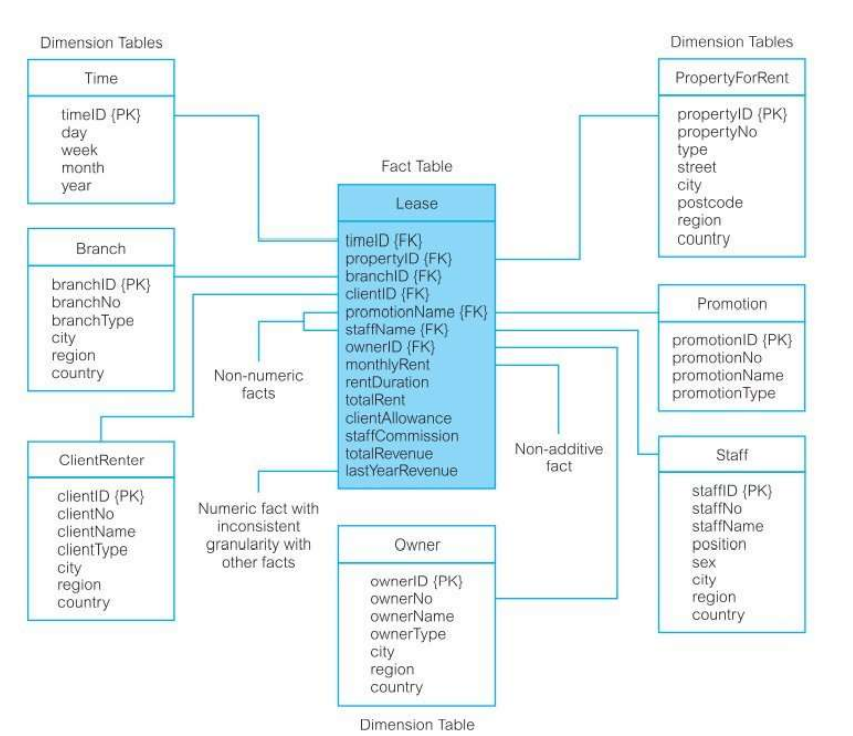 Dimension Tables
Time
timeID {PK}
day
week
month
year
Branch
branchID {PK}
branchNo
branchType
city
region
country
ClientRenter
clientID {PK}
clientNo
clientName
clientType
city
region
country
Fact Table
Lease
timeID {FK}
propertyID {FK}
branchID {FK}
clientID {FK}
promotionName {FK}
staffName {FK}
ownerID {FK}
monthlyRent
rentDuration
totalRent
clientAllowance
staffCommission
totalRevenue
lastYearRevenue
Non-numeric
facts
Numeric fact with
inconsistent
granularity with
other facts
Non-additive
fact
Owner
ownerID {PK}
ownerNo
ownerName
ownerType
city
region
country
Dimension Table
Dimension Tables
PropertyForRent
propertyID {PK}
propertyNo
type
street
city
postcode
region
country
Promotion
promotionID {PK}
promotionNo
promotionName
promotionType
Staff
staffID {PK}
staffNo
staffName
position
sex
city
region
country